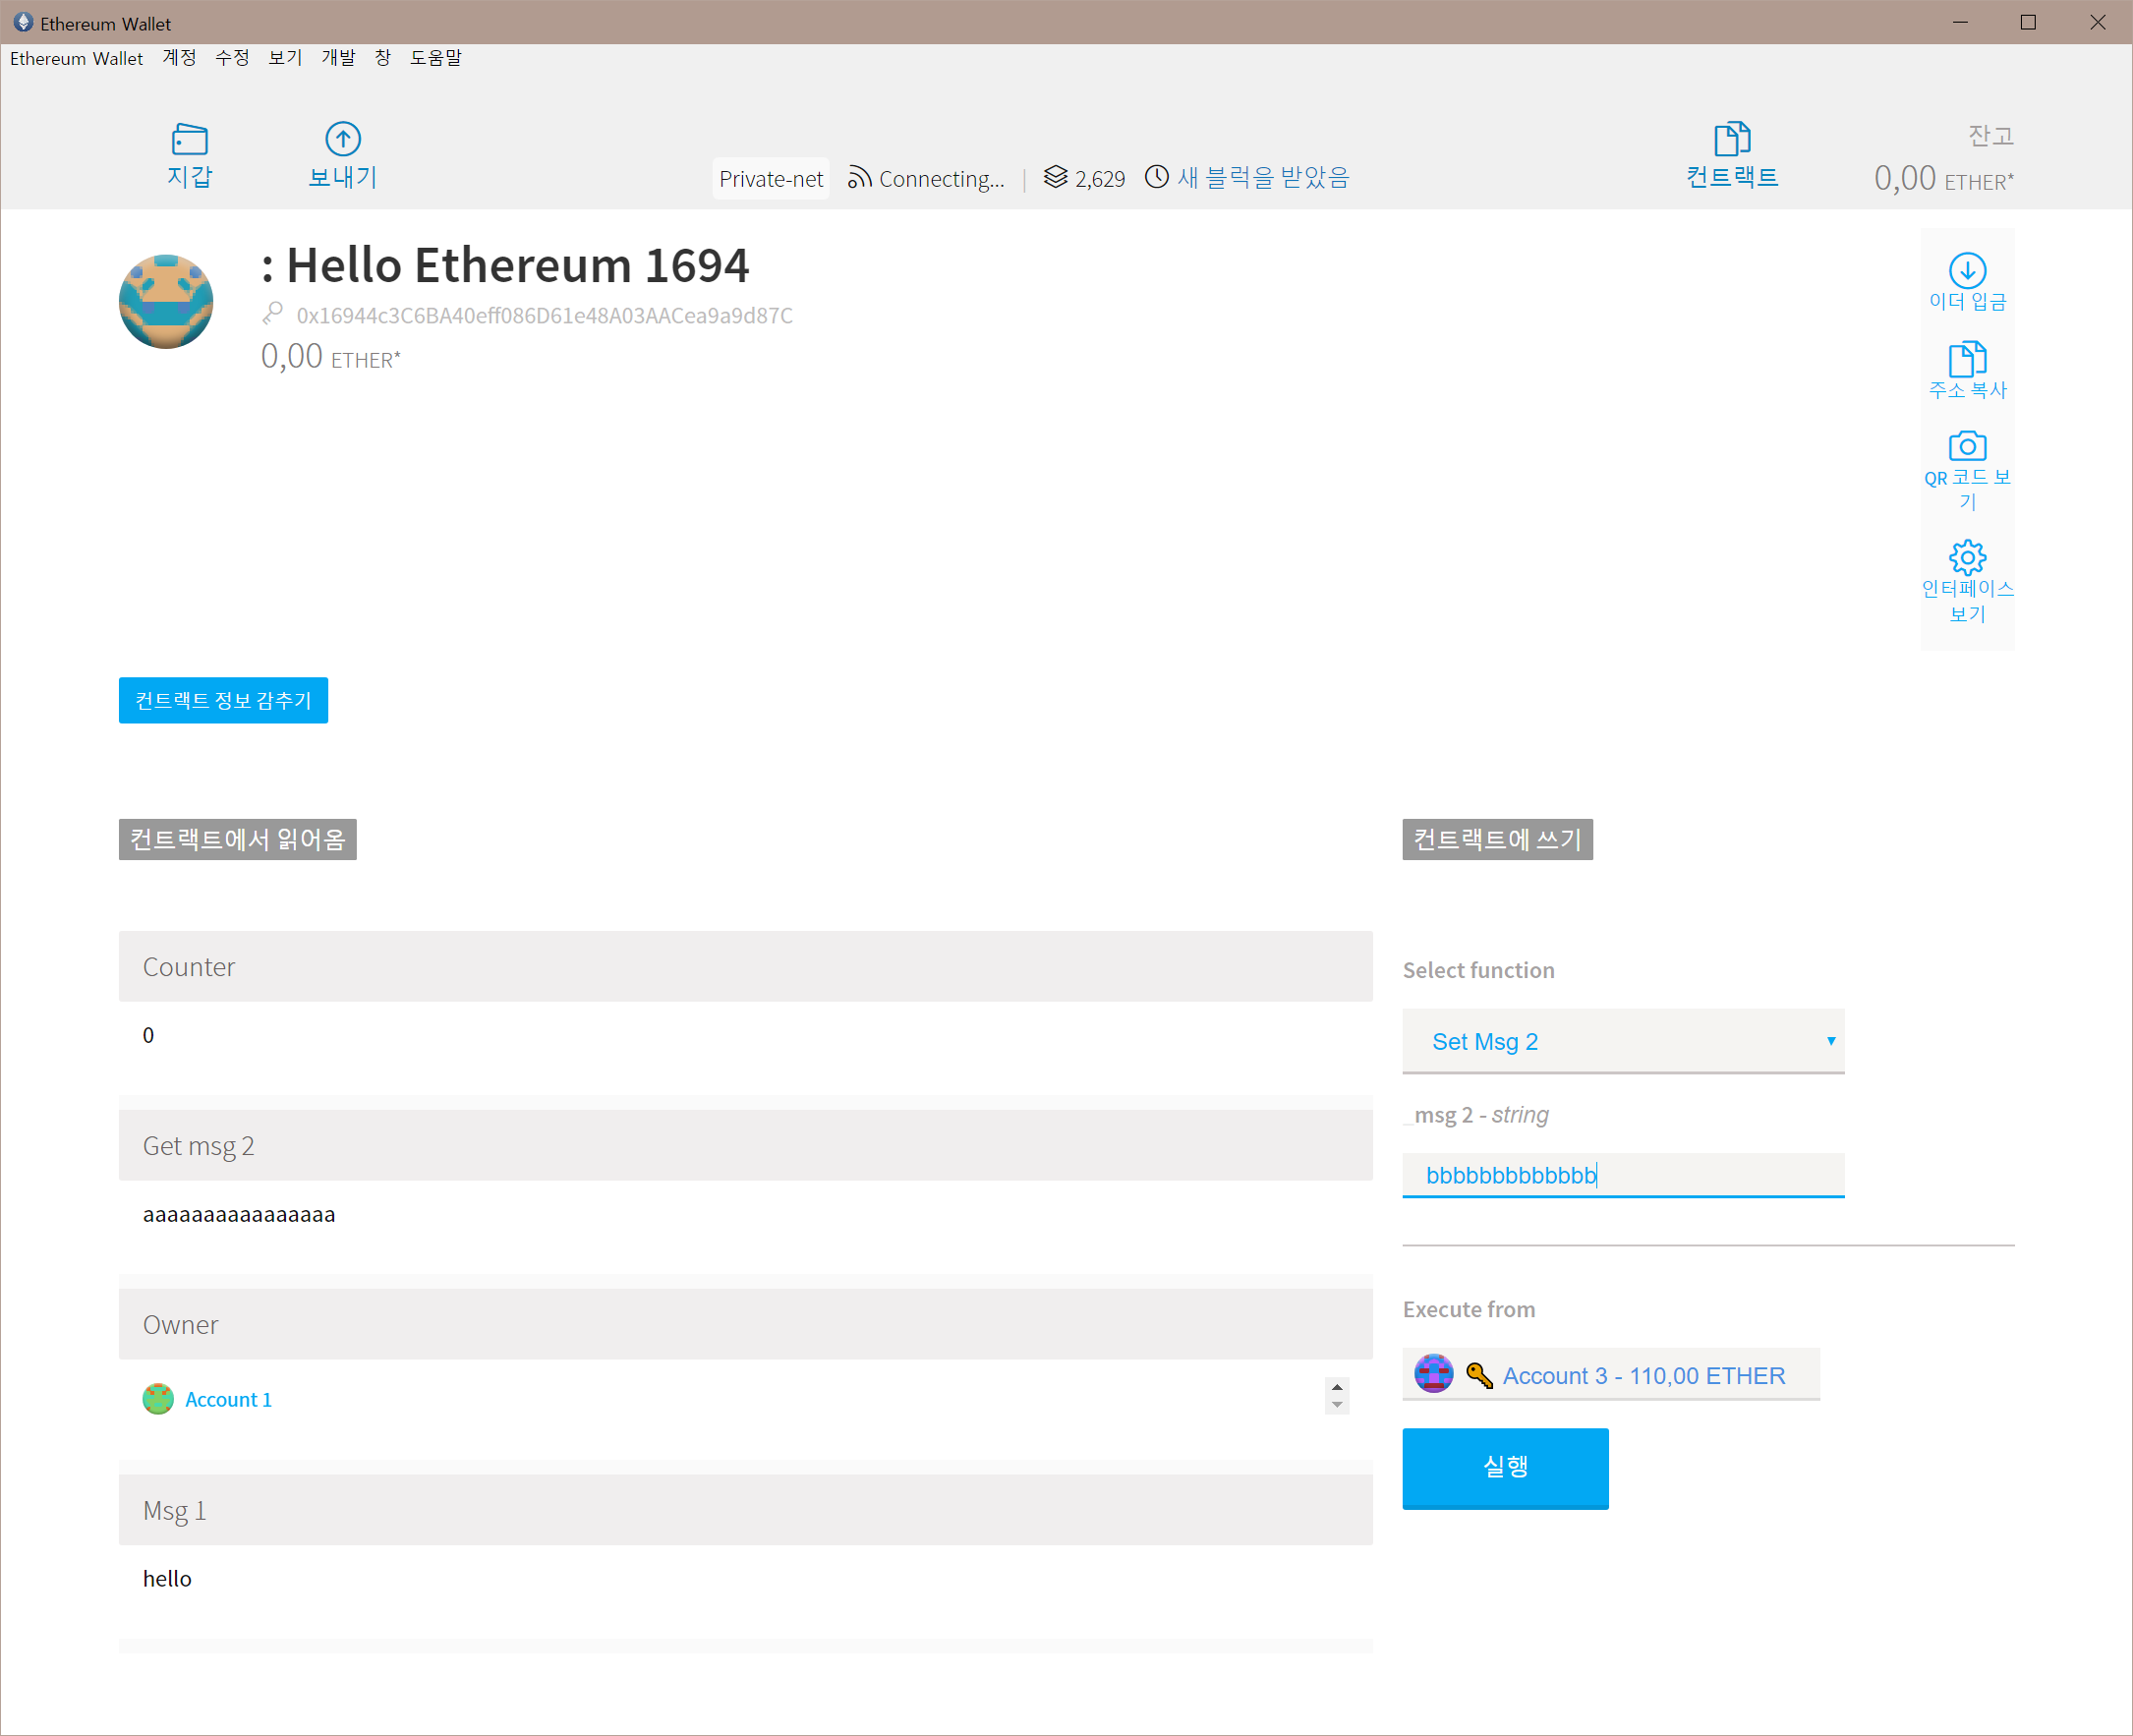 Ethereum Wallet
Ethereum Wallet 계정 수정 보기 개발 창 도움말
지갑
보내기
Private-net Connecting... | 2,629 새 블럭을 받았음
컨트랙트
잔고
0,00 ETHER*
: Hello Ethereum 1694
0x16944c3C6BA40eff086D61e48A03AACea9a9d87C
0,00 ETHER*
이더 입금
주소 복사
QR 코드 보
기
인터페이스
보기
컨트랙트 정보 감추기
컨트랙트에서 읽어옴
Counter
0
Get msg 2
aaaaaaaaaaaaaaaa
Owner
Account 1
Msg 1
hello
컨트랙트에 쓰기
Select function
Set Msg 2
_msg 2 - string
bbbbbbbbbbbbb
Execute from
Account 3 - 110,00 ETHER
실행